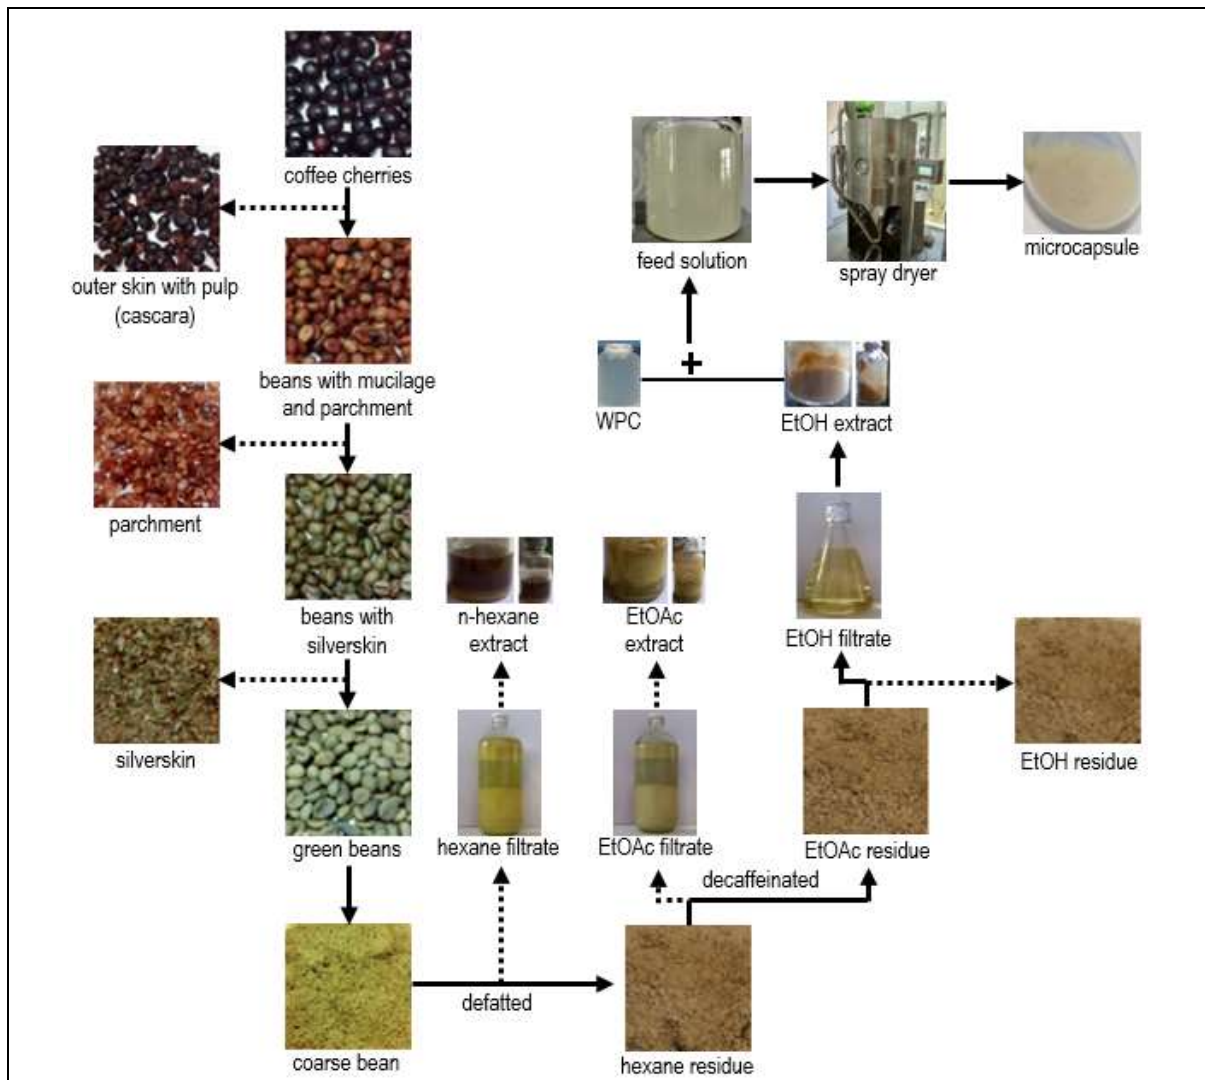 coffee cherries
outer skin with pulp
(cascara)
beans with mucilage
and parchment
parchment
beans with
silverskin
silverskin
green beans
coarse bean
defatted
n-hexane
extract
hexane filtrate
hexane residue
EtOAc
extract
EtOAc filtrate
decaffeinated
EtOAc residue
EtOH residue
EtOH filtrate
EtOH extract
WPC
+
feed solution
spray dryer
microcapsule